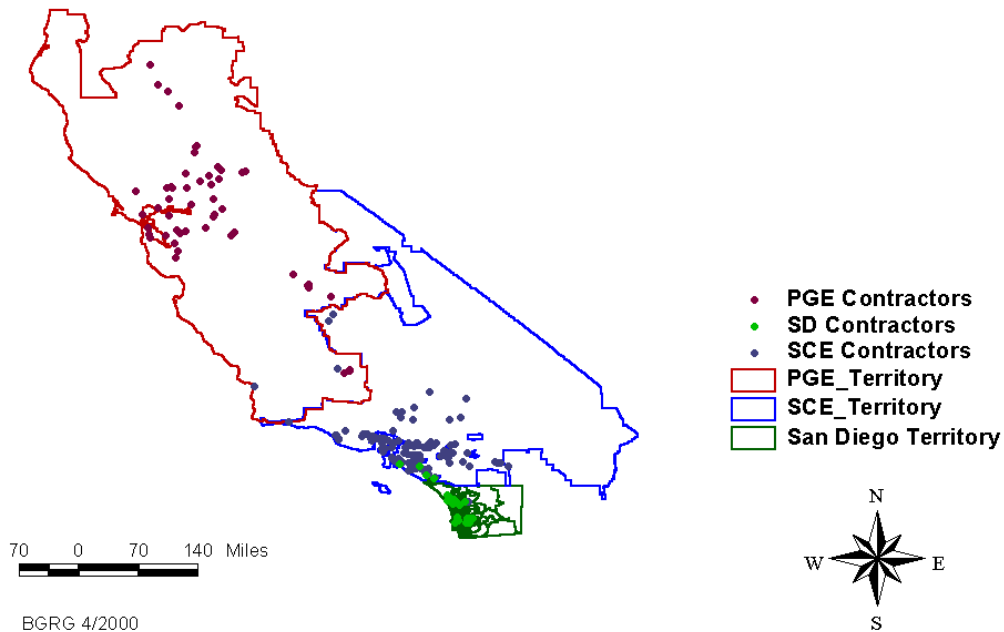 PGE Contractors
SD Contractors
SCE Contractors
PGE_Territory
SCE_Territory
San Diego Territory
N
W E
S
70 0 70 140 Miles
BGRG 4/2000